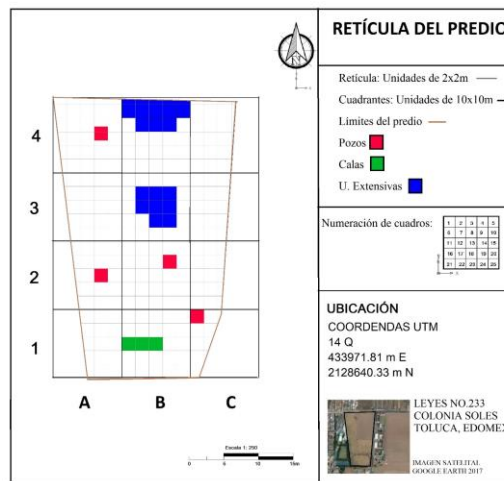 RETÍCULA DEL PREDIO
Retícula: Unidades de 2x2m
Cuadrantes: Unidades de 10x10m
Límites del predio
Pozos
Calas
U. Extensivas
Numeración de cuadros:
1 2 3 4 5
6 7 8 9 10
11 12 13 14 15
16 17 18 19 20
21 22 23 24 25
4
3
2
1
A B C
Escala 1: 250
0 5 10 15m
UBICACIÓN
COORDENDAS UTM
14 Q
433971.81 m E
2128640.33 m N
LEYES NO.233
COLONIA SOLES
TOLUCA, EDOMEX
IMAGEN SATELITAL
GOOGLE EARTH 2017